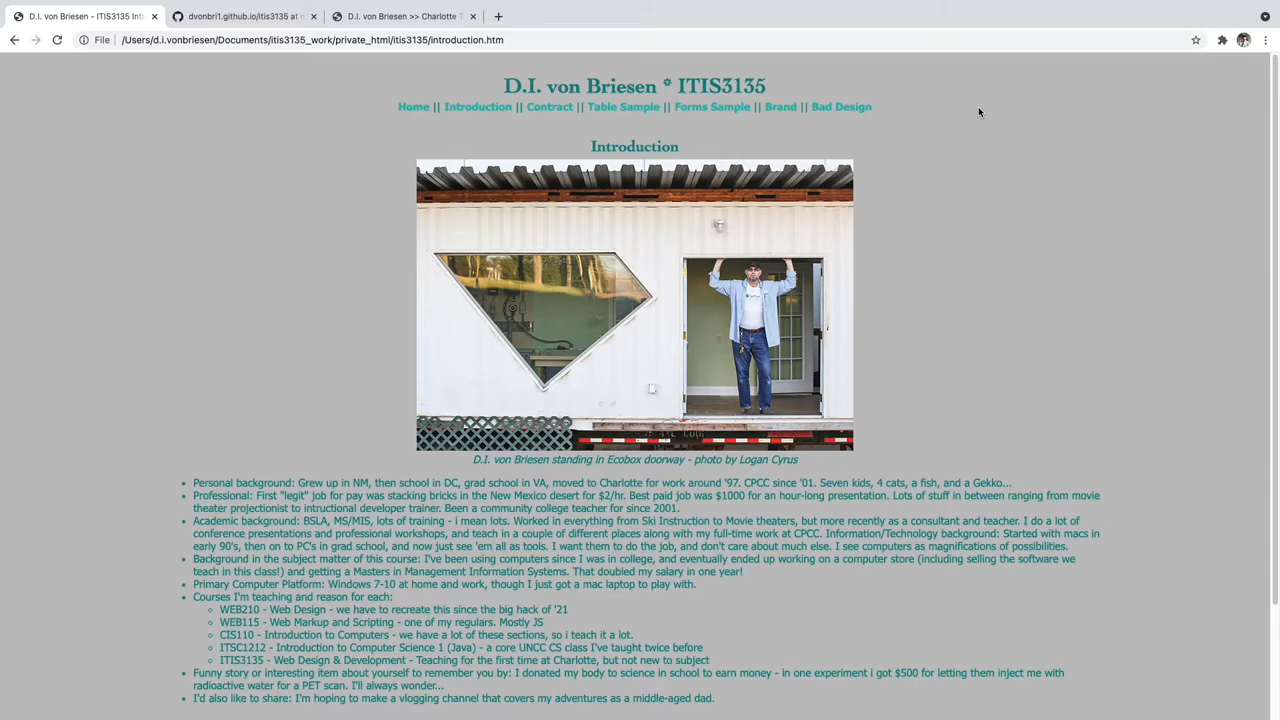 D.I. von Briesen - ITIS3135 Int
dvonbri1.github.io/itis3135 at
D.I. von Briesen >> Charlotte T
File
/Users/d.i.vonbriesen/Documents/itis3135_work/private_html/itis3135/introduction.htm
D.I. von Briesen * ITIS3135
Home || Introduction || Contract || Table Sample || Forms Sample || Brand || Bad Design
Introduction
D.I. von Briesen standing in Ecobox doorway - photo by Logan Cyrus
• Personal background: Grew up in NM, then school in DC, grad school in VA, moved to Charlotte for work around '97. CPCC since '01. Seven kids, 4 cats, a fish, and a Gekko...
• Professional: First "legit" job for pay was stacking bricks in the New Mexico desert for $2/hr. Best paid job was $1000 for an hour-long presentation. Lots of stuff in between ranging from movie
theater projectionist to intructional developer trainer. Been a community college teacher for since 2001.
• Academic background: BSLA, MS/MIS, lots of training - i mean lots. Worked in everything from Ski Instruction to Movie theaters, but more recently as a consultant and teacher. I do a lot of
conference presentations and professional workshops, and teach in a couple of different places along with my full-time work at CPCC. Information/Technology background: Started with macs in
early 90's, then on to PC's in grad school, and now just see 'em all as tools. I want them to do the job, and don't care about much else. I see computers as magnifications of possibilities.
• Background in the subject matter of this course: I've been using computers since I was in college, and eventually ended up working on a computer store (including selling the software we
teach in this class!) and getting a Masters in Management Information Systems. That doubled my salary in one year!
• Primary Computer Platform: Windows 7-10 at home and work, though I just got a mac laptop to play with.
• Courses I'm teaching and reason for each:
◦ WEB210 - Web Design - we have to recreate this since the big hack of '21
◦ WEB115 - Web Markup and Scripting - one of my regulars. Mostly JS
◦ CIS110 - Introduction to Computers - we have a lot of these sections, so i teach it a lot.
◦ ITSC1212 - Introduction to Computer Science 1 (Java) - a core UNCC CS class I've taught twice before
◦ ITIS3135 - Web Design & Development - Teaching for the first time at Charlotte, but not new to subject
• Funny story or interesting item about yourself to remember you by: I donated my body to science in school to earn money - in one experiment i got $500 for letting them inject me with
radioactive water for a PET scan. I'll always wonder...
• I'd also like to share: I'm hoping to make a vlogging channel that covers my adventures as a middle-aged dad.